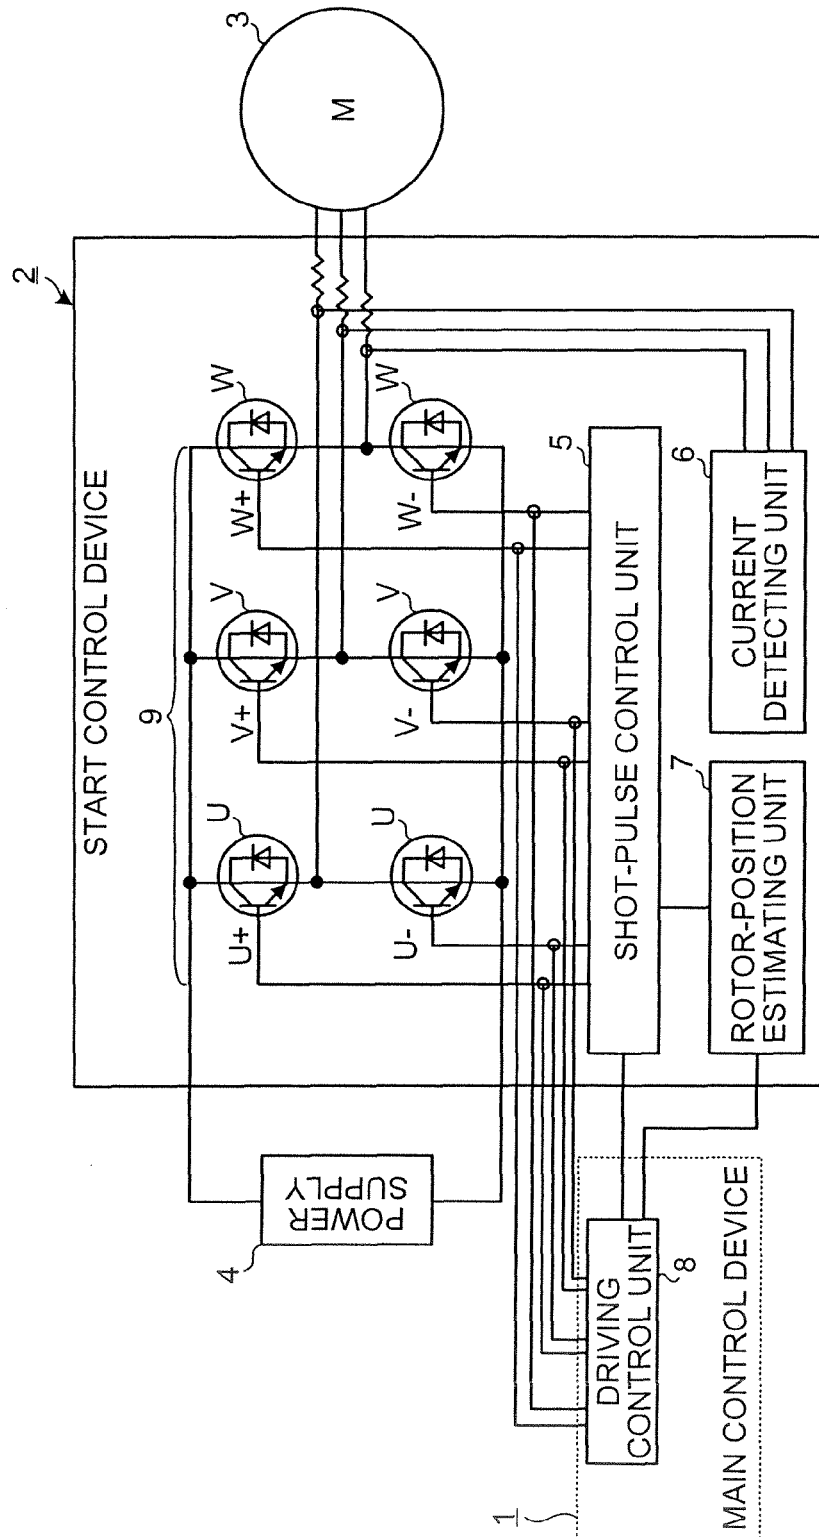 2
3
START CONTROL DEVICE
9
M
U
V
W
U+
V+
W+
U
V
W
U-
V-
W-
4
POWER
SUPPLY
5
SHOT-PULSE CONTROL UNIT
7
ROTOR-POSITION
ESTIMATING UNIT
6
CURRENT
DETECTING UNIT
1
DRIVING
CONTROL UNIT
8
MAIN CONTROL DEVICE